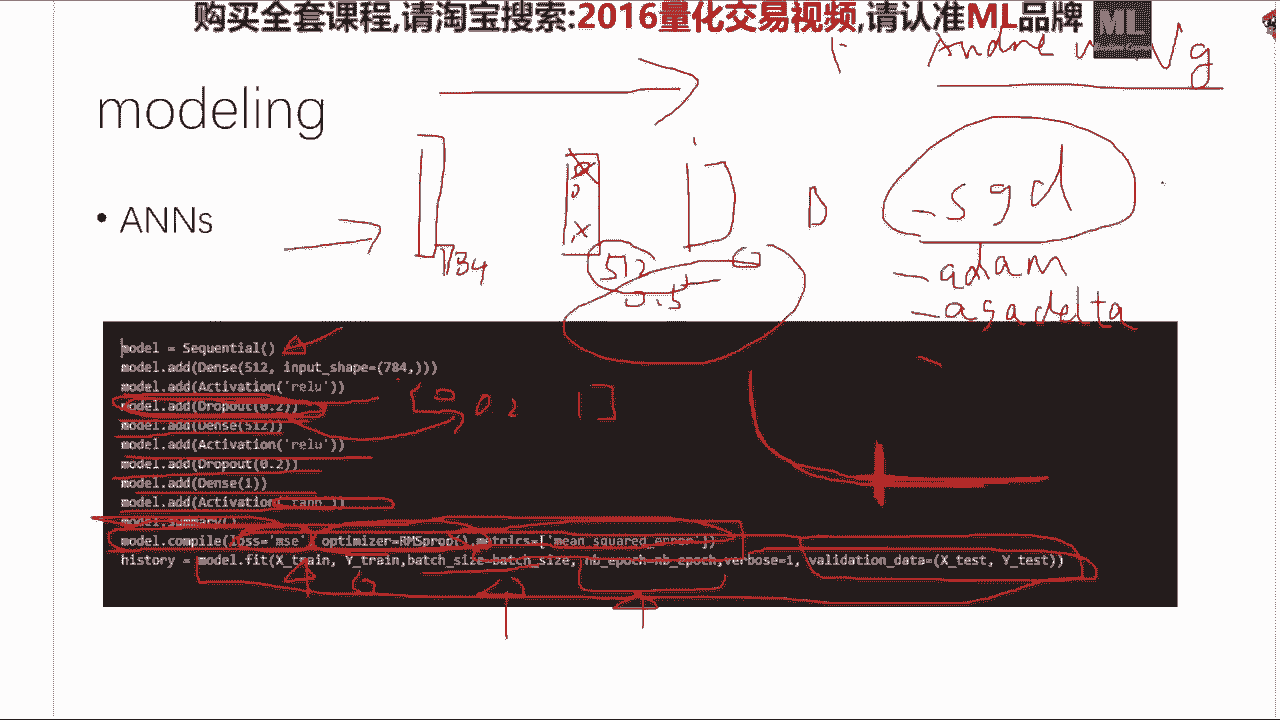 购买全套课程,请淘宝搜索:2016量化交易视频,请认准ML品牌
ML
Andrew Ng
modeling
• ANNs
784
512
0.5
- sgd
- adam
- agadelta
model = Sequential()
model.add(Dense(512, input_shape=(784,)))
model.add(Activation('relu'))
model.add(Dropout(0.2))
0.2
model.add(Dense(512))
model.add(Activation('relu'))
model.add(Dropout(0.2))
model.add(Dense(1))
model.add(Activation('tanh'))
model.summary()
model.compile(loss='mse', optimizer=RMSprop(),metrics=['mean_squared_error'])
history = model.fit(X_train, Y_train,batch_size=batch_size, nb_epoch=nb_epoch,verbose=1, validation_data=(X_test, Y_test))